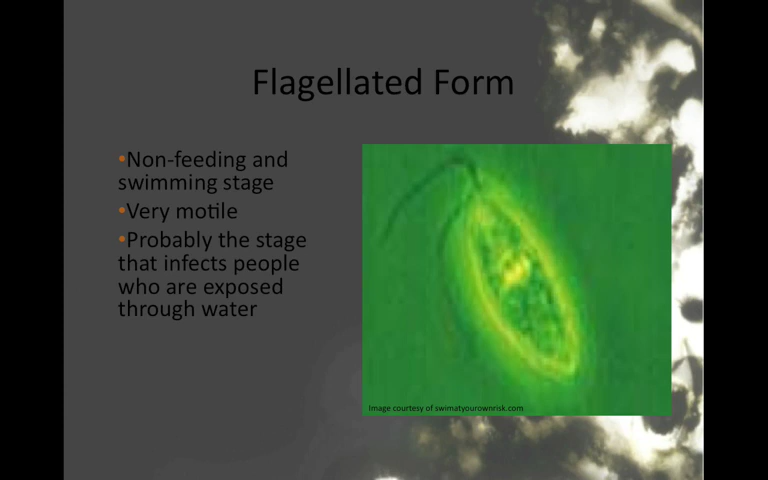 Flagellated Form
•Non-feeding and
swimming stage
•Very motile
•Probably the stage
that infects people
who are exposed
through water
Image courtesy of swimatyourownrisk.com